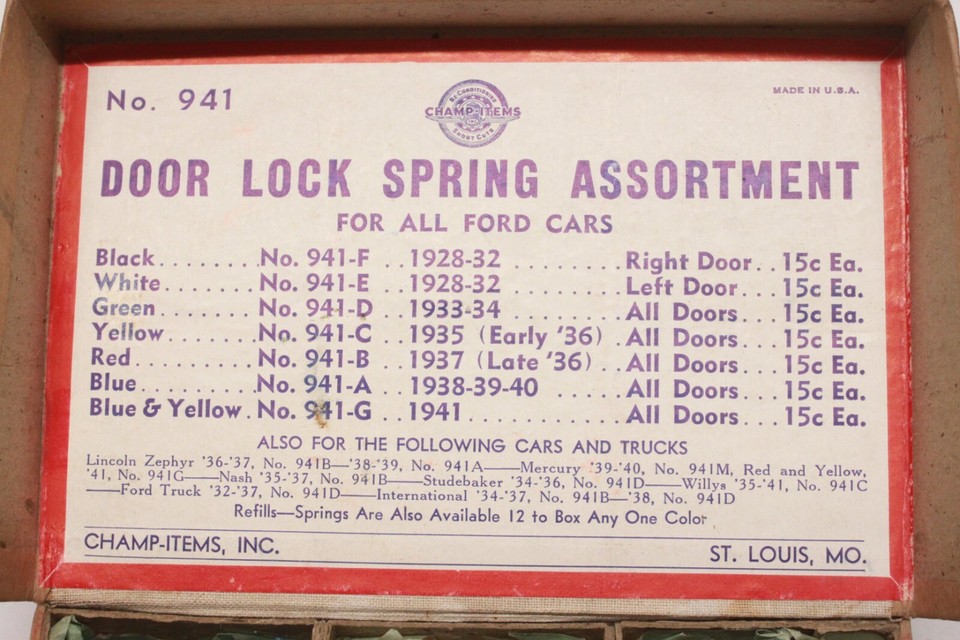 No. 941
RECONDITIONED
CHAMP-ITEMS
SHORT CUTS
MADE IN U.S.A.
DOOR LOCK SPRING ASSORTMENT
FOR ALL FORD CARS
Black........No. 941-F ..1928-32 ........Right Door..15c Ea.
White.......No. 941-E ..1928-32 ........Left Door...15c Ea.
Green.......No. 941-D ..1933-34 ........All Doors...15c Ea.
Yellow.......No. 941-C ..1935 (Early '36) ..All Doors...15c Ea.
Red.........No. 941-B ..1937 (Late '36) ..All Doors...15c Ea.
Blue.........No. 941-A ..1938-39-40 ......All Doors...15c Ea.
Blue & Yellow.No. 941-G ..1941............All Doors...15c Ea.
ALSO FOR THE FOLLOWING CARS AND TRUCKS
Lincoln Zephyr '36-'37, No. 941B—'38-'39, No. 941A——Mercury '39-'40, No. 941M, Red and Yellow,
'41, No. 941G——Nash '35-'37, No. 941B——Studebaker '34-'36, No. 941D——Willys '35-'41, No. 941C
——Ford Truck '32-'37, No. 941D——International '34-'37, No. 941B—'38, No. 941D
Refills—Springs Are Also Available 12 to Box Any One Color
CHAMP-ITEMS, INC.
ST. LOUIS, MO.